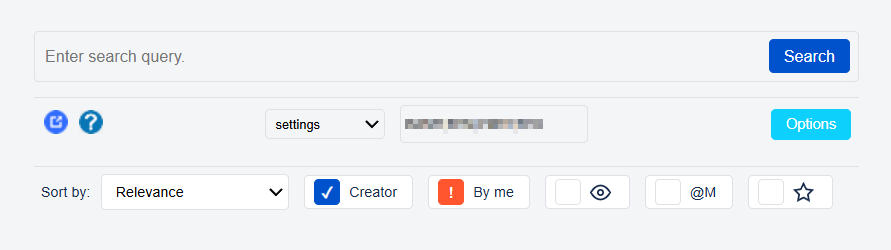 Enter search query.
Search
settings
Options
Sort by:
Relevance
Creator
By me
@M